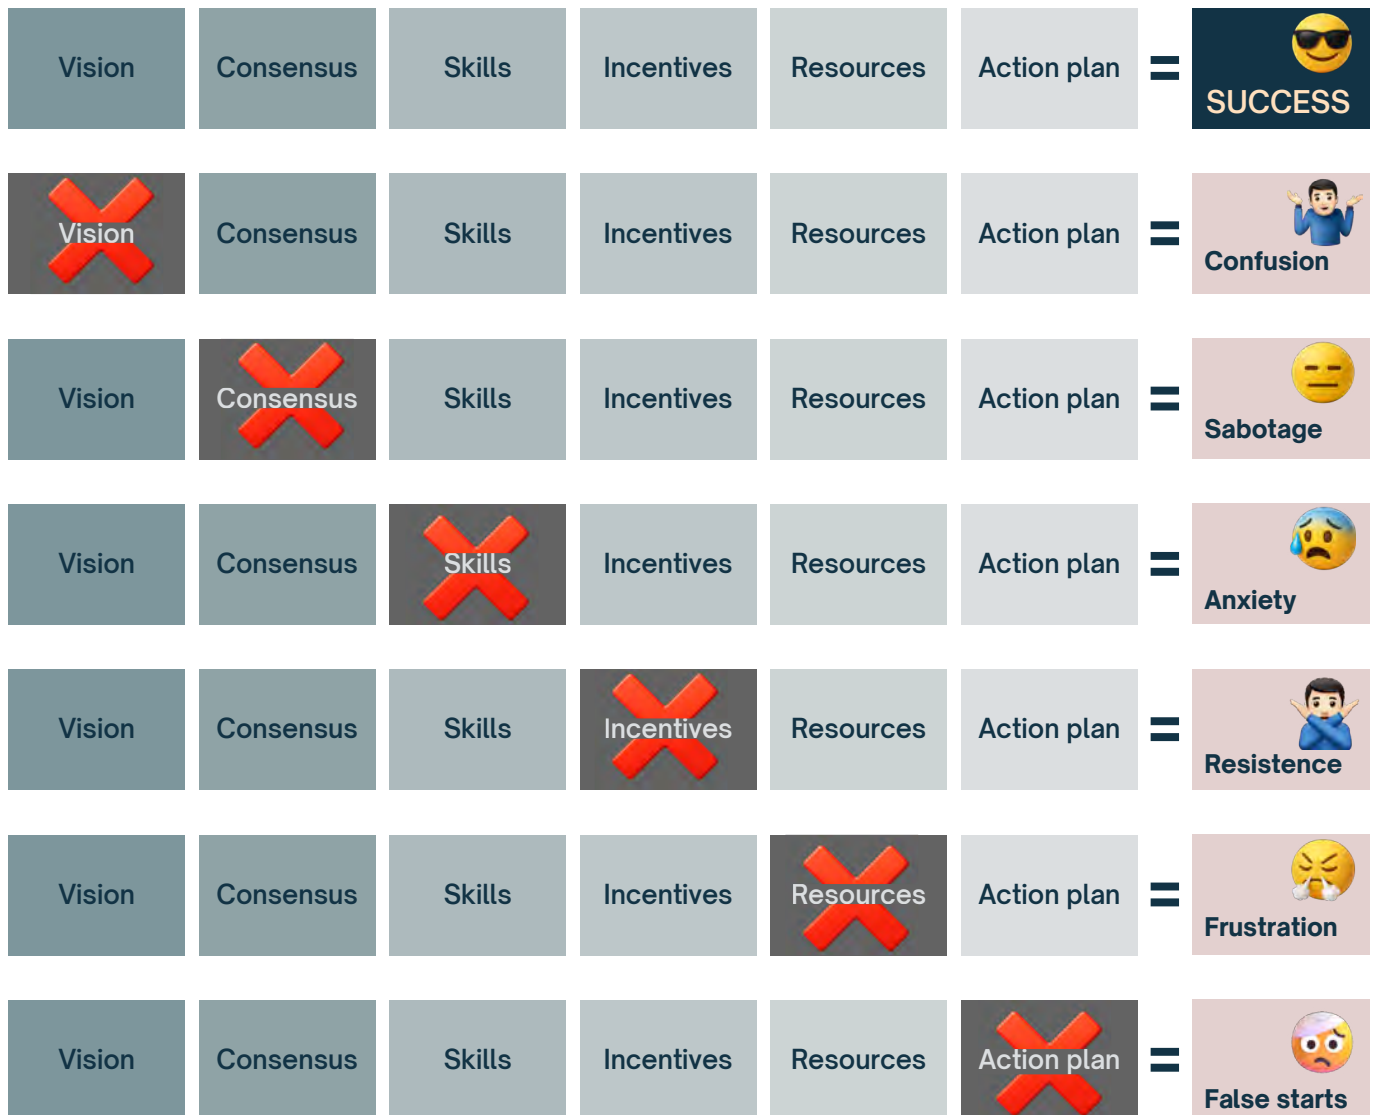 Vision Consensus Skills Incentives Resources Action plan = SUCCESS
Vision Consensus Skills Incentives Resources Action plan = Confusion
Vision Consensus Skills Incentives Resources Action plan = Sabotage
Vision Consensus Skills Incentives Resources Action plan = Anxiety
Vision Consensus Skills Incentives Resources Action plan = Resistence
Vision Consensus Skills Incentives Resources Action plan = Frustration
Vision Consensus Skills Incentives Resources Action plan = False starts